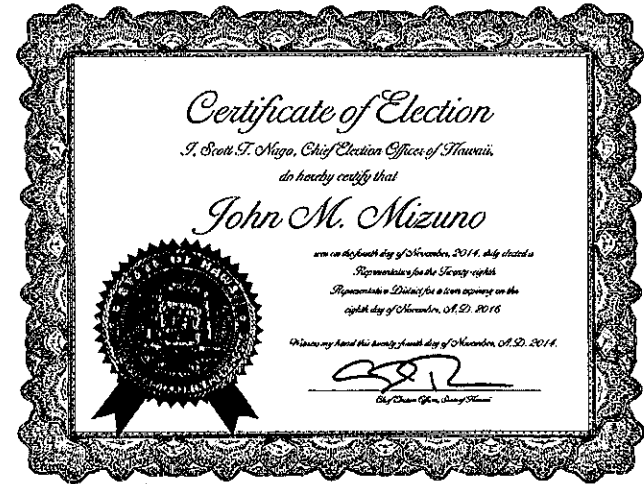 Certificate of Election
I, Scott T. Nago, Chief Election Officer of Hawaii,
do hereby certify that
John M. Mizuno
was on the fourth day of November, 2014, duly elected a
Representative for the Twenty-eighth
Representative District for a term expiring on the
eighth day of November, A.D. 2016
Witness my hand this twenty fourth day of November, A.D. 2014.
Chief Election Officer, State of Hawaii
STATE OF